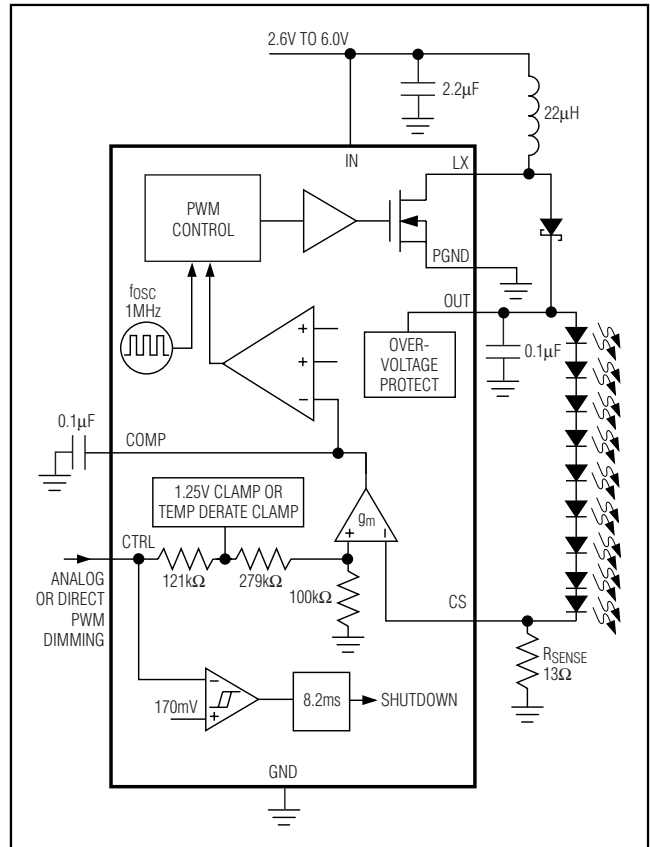 2.6V TO 6.0V
2.2µF
22µH
IN
LX
PWM
CONTROL
PGND
fOSC
1MHz
OUT
OVER-
VOLTAGE
PROTECT
0.1µF
+
+
−
0.1µF
COMP
1.25V CLAMP OR
TEMP DERATE CLAMP
gm
+
−
CTRL
121kΩ
279kΩ
100kΩ
ANALOG
OR DIRECT
PWM
DIMMING
CS
RSENSE
13Ω
−
170mV
+
8.2ms
SHUTDOWN
GND